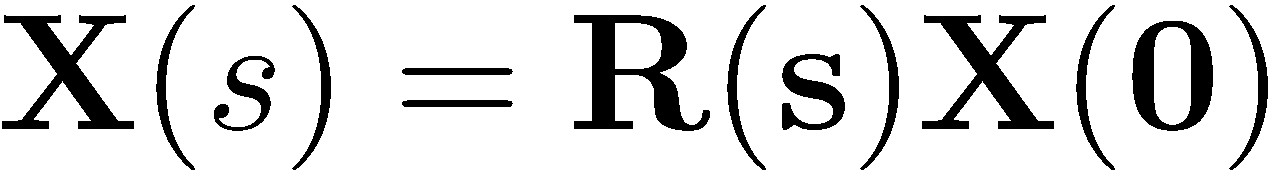 X(s) = R(s)X(0)